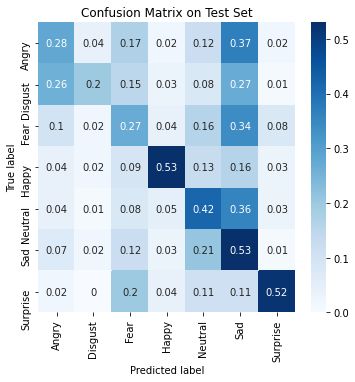 Confusion Matrix on Test Set
True label
Angry
0.28 0.04 0.17 0.02 0.12 0.37 0.02
Disgust
0.26 0.2 0.15 0.03 0.08 0.27 0.01
Fear
0.1 0.02 0.27 0.04 0.16 0.34 0.08
Happy
0.04 0.02 0.09 0.53 0.13 0.16 0.03
Neutral
0.04 0.01 0.08 0.05 0.42 0.36 0.03
Sad
0.07 0.02 0.12 0.03 0.21 0.53 0.01
Surprise
0.02 0 0.2 0.04 0.11 0.11 0.52
Angry
Disgust
Fear
Happy
Neutral
Sad
Surprise
Predicted label
0.5
0.4
0.3
0.2
0.1
0.0